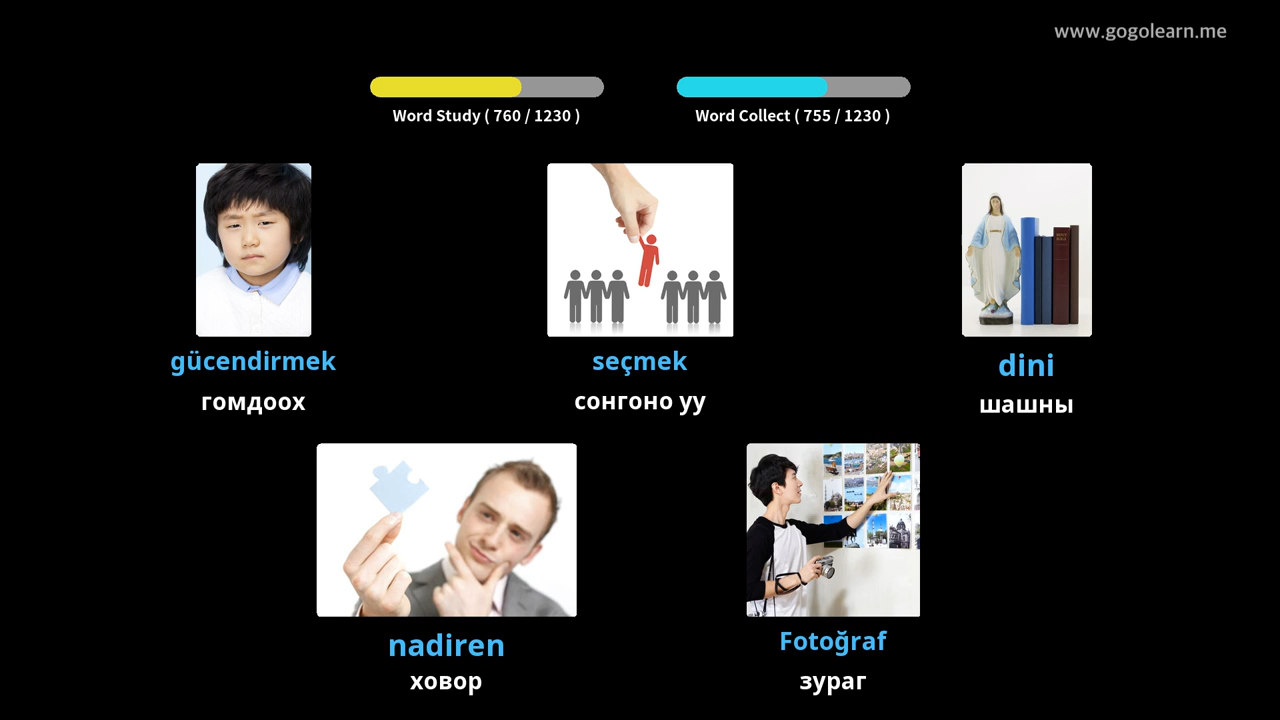 www.gogolearn.me
Word Study ( 760 / 1230 )
Word Collect ( 755 / 1230 )
gücendirmek
гомдоох
seçmek
сонгоно уу
dini
шашны
nadiren
ховор
Fotoğraf
зураг